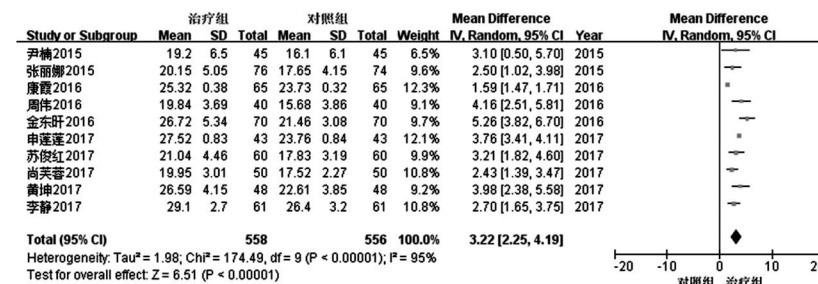 治疗组 对照组 Mean Difference Mean Difference
Study or Subgroup Mean SD Total Mean SD Total Weight IV, Random, 95% CI Year IV, Random, 95% CI
尹楠2015 19.2 6.5 45 16.1 6.1 45 6.5% 3.10 [0.50, 5.70] 2015
张丽娜2015 20.15 5.05 76 17.65 4.15 74 9.7% 2.50 [1.02, 3.98] 2015
康霞2016 25.32 0.38 65 23.73 0.32 65 12.3% 1.59 [1.47, 1.71] 2016
周伟2016 19.84 3.69 40 15.68 3.86 40 9.2% 4.16 [2.51, 5.81] 2016
金东旰2016 26.72 5.34 70 21.46 3.08 70 9.8% 5.26 [3.82, 6.70] 2016
申莲莲2017 27.52 0.83 43 23.76 0.84 43 12.1% 3.76 [3.41, 4.11] 2017
苏俊红2017 21.04 4.46 60 17.83 3.19 60 9.9% 3.21 [1.82, 4.60] 2017
尚芙蓉2017 19.95 3.01 50 17.52 2.27 50 10.8% 2.43 [1.39, 3.47] 2017
黄坤2017 26.59 4.15 48 22.61 3.85 48 9.4% 3.98 [2.38, 5.58] 2017
李静2017 29.1 2.7 61 26.4 3.2 61 10.8% 2.70 [1.65, 3.75] 2017
Total (95% CI) 558 556 100.0% 3.22 [2.25, 4.19]
Heterogeneity: Tau² = 1.98; Chi² = 174.49, df = 9 (P < 0.00001); I² = 95%
Test for overall effect: Z = 6.51 (P < 0.00001)
-20 -10 0 10
对照组 治疗组